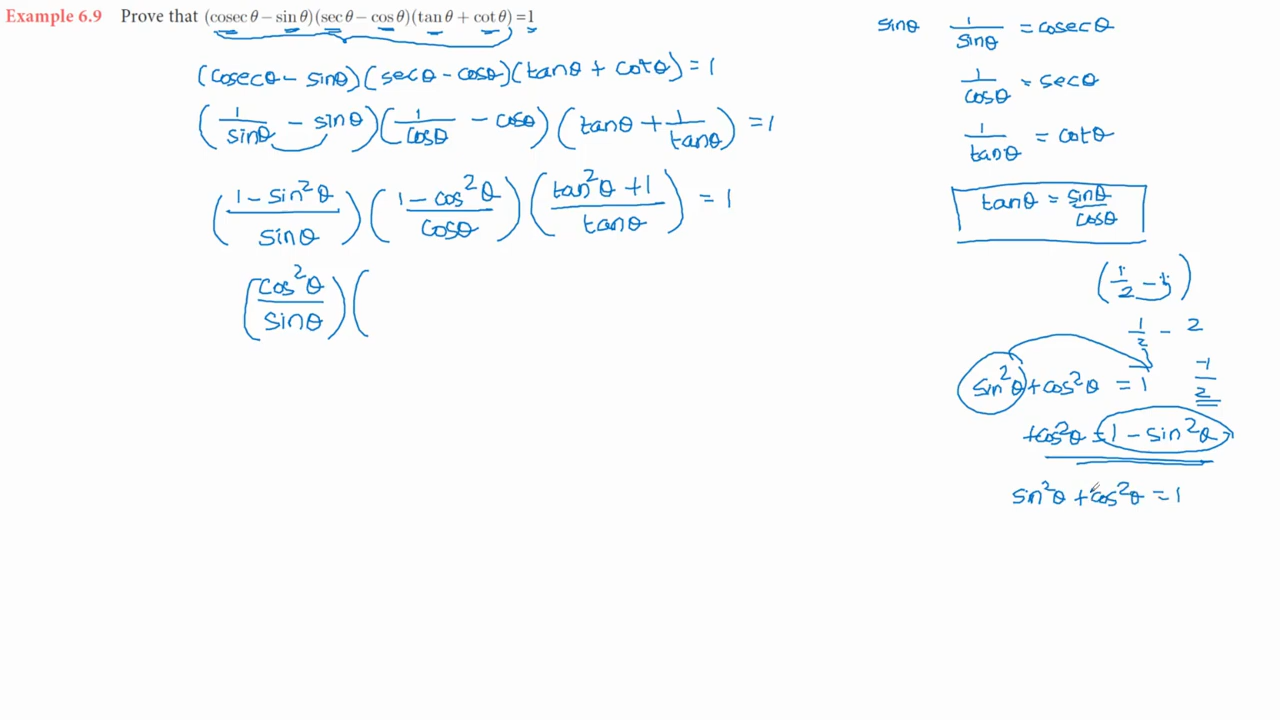 Example 6.9 Prove that (cosec θ − sin θ)(sec θ − cos θ)(tan θ + cot θ) = 1
(cosecθ − sinθ)(secθ − cosθ)(tanθ + cotθ) = 1
(1/sinθ − sinθ)(1/cosθ − cosθ)(tanθ + 1/tanθ) = 1
((1 − sin²θ)/sinθ)((1 − cos²θ)/cosθ)((tan²θ + 1)/tanθ) = 1
(cos²θ/sinθ)(
sinθ 1/sinθ = cosecθ
1/cosθ = secθ
1/tanθ = cotθ
tanθ = sinθ/cosθ
1/2 − 2
−1/2
sin²θ + cos²θ = 1
+cos²θ = 1 − sin²θ
sin²θ + cos²θ = 1